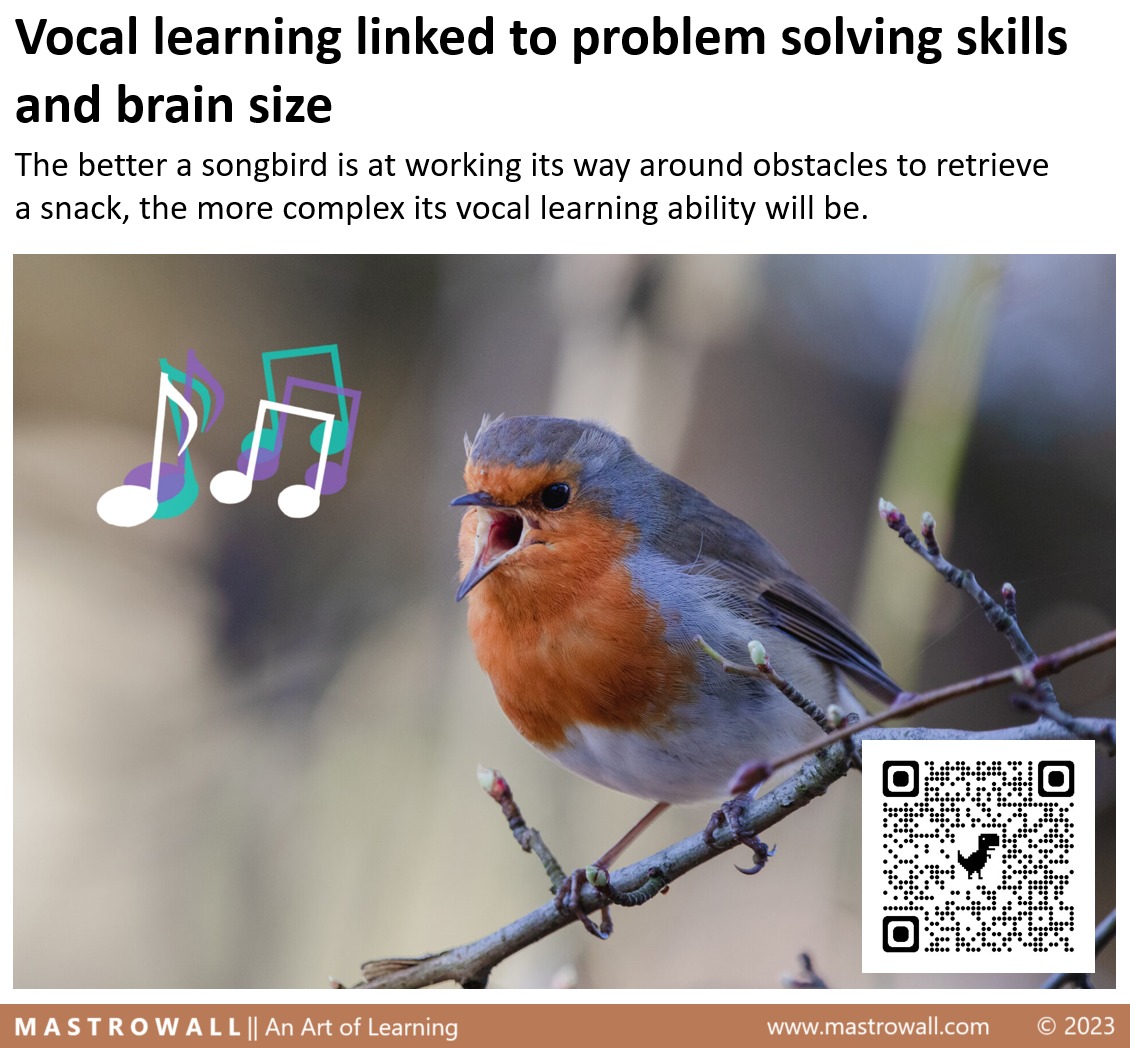 Vocal learning linked to problem solving skills
and brain size
The better a songbird is at working its way around obstacles to retrieve
a snack, the more complex its vocal learning ability will be.
MASTROWALL|| An Art of Learning
www.mastrowall.com
© 2023